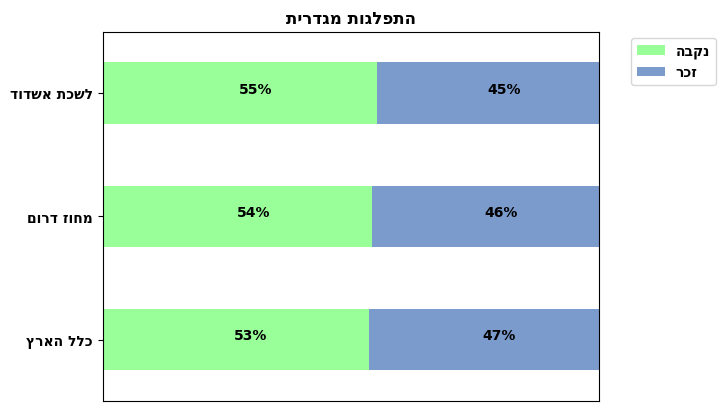 התפלגות מגדרית
נקבה
זכר
לשכת אשדוד
55%
45%
מחוז דרום
54%
46%
כלל הארץ
53%
47%